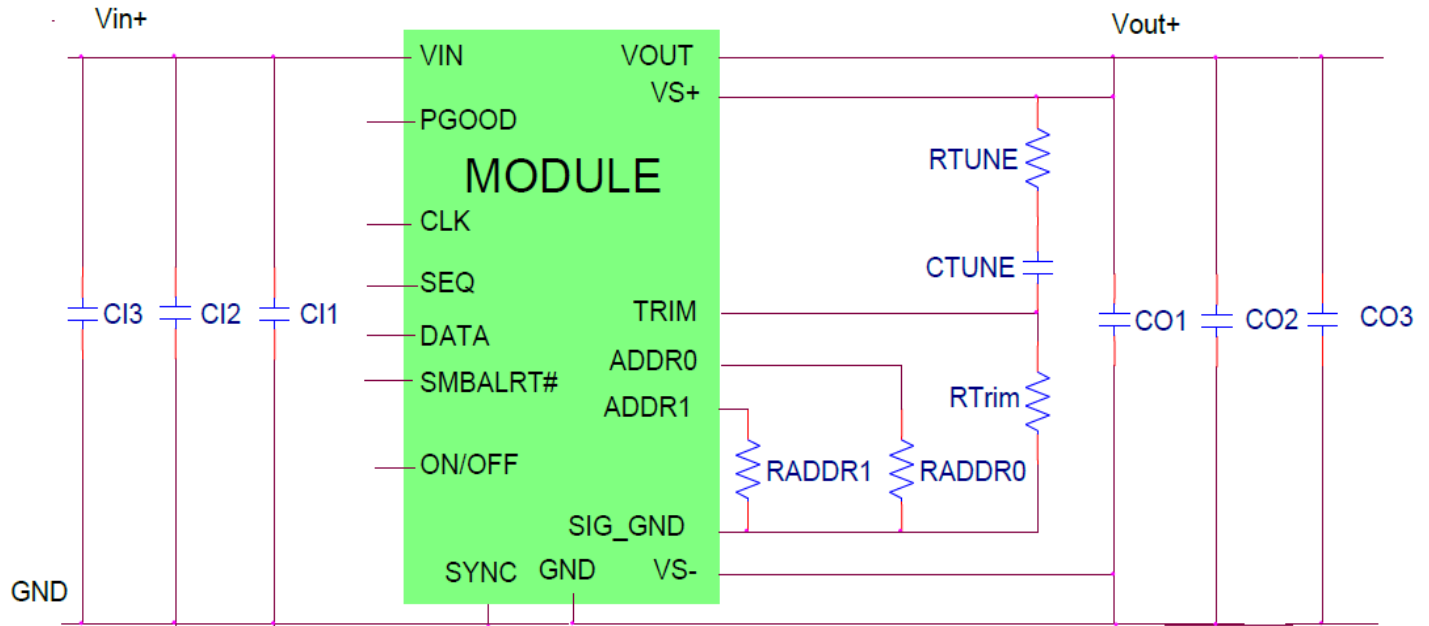 Vin+
Vout+
VIN
VOUT
VS+
PGOOD
MODULE
RTUNE
CLK
CTUNE
SEQ
TRIM
CI3
CI2
CI1
DATA
CO1
CO2
CO3
ADDR0
SMBALRT#
ADDR1
RTrim
ON/OFF
RADDR1
RADDR0
SIG_GND
SYNC
GND
VS-
GND